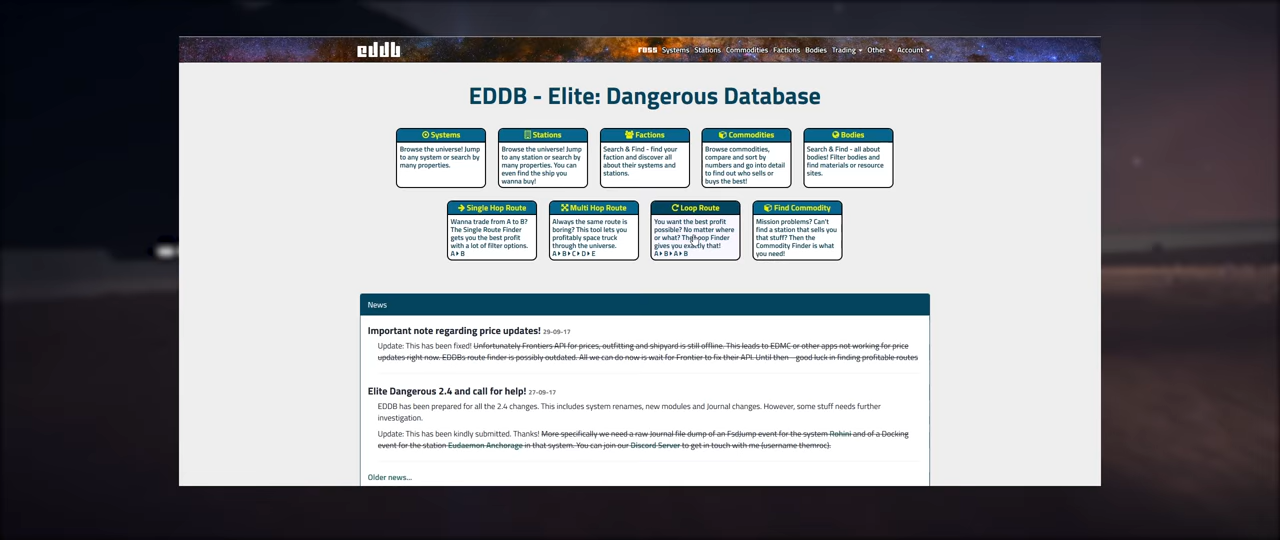 eddb
ross Systems Stations Commodities Factions Bodies Trading Other Account
EDDB - Elite: Dangerous Database
Systems
Browse the universe! Jump
to any system or search by
many properties.
Stations
Browse the universe! Jump
to any station or search by
many properties. You can
even find the ship you
wanna buy!
Factions
Search & Find - find your
faction and discover all
about their systems and
stations.
Commodities
Browse commodities,
compare and sort by
numbers and go into detail
to find out who sells or
buys the best!
Bodies
Search & Find - all about
bodies! Filter bodies and
find materials or resource
sites.
Single Hop Route
Wanna trade from A to B?
The Single Route Finder
gets you the best profit
with a lot of filter options.
A▸B
Multi Hop Route
Always the same route is
boring? This tool lets you
profitably space truck
through the universe.
A▸B▸C▸D▸E
Loop Route
You want the best profit
possible? No matter where
or what? The Loop Finder
gives you exactly that!
A▸B▸A▸B
Find Commodity
Mission problems? Can't
find a station that sells you
that stuff? Then the
Commodity Finder is what
you need!
News
Important note regarding price updates! 29-09-17
Update: This has been fixed! Unfortunately Frontiers API for prices, outfitting and shipyard is still offline. This leads to EDMC or other apps not working for price
updates right now. EDDBs route finder is possibly outdated. All we can do now is wait for Frontier to fix their API. Until then - good luck in finding profitable routes
Elite Dangerous 2.4 and call for help! 27-09-17
EDDB has been prepared for all the 2.4 changes. This includes system renames, new modules and Journal changes. However, some stuff needs further
investigation.
Update: This has been kindly submitted. Thanks! More specifically we need a raw Journal file dump of an FsdJump event for the system Rohini and of a Docking
event for the station Eudaemon Anchorage in that system. You can join our Discord Server to get in touch with me (username themroc).
Older news...